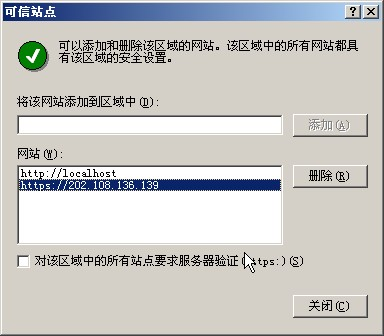 可信站点
可以添加和删除该区域的网站。该区域中的所有网站都具
有该区域的安全设置。
将该网站添加到区域中(D):
添加(A)
网站(W):
http://localhost
https://202.108.136.139
删除(R)
对该区域中的所有站点要求服务器验证(https:)(S)
关闭(C)